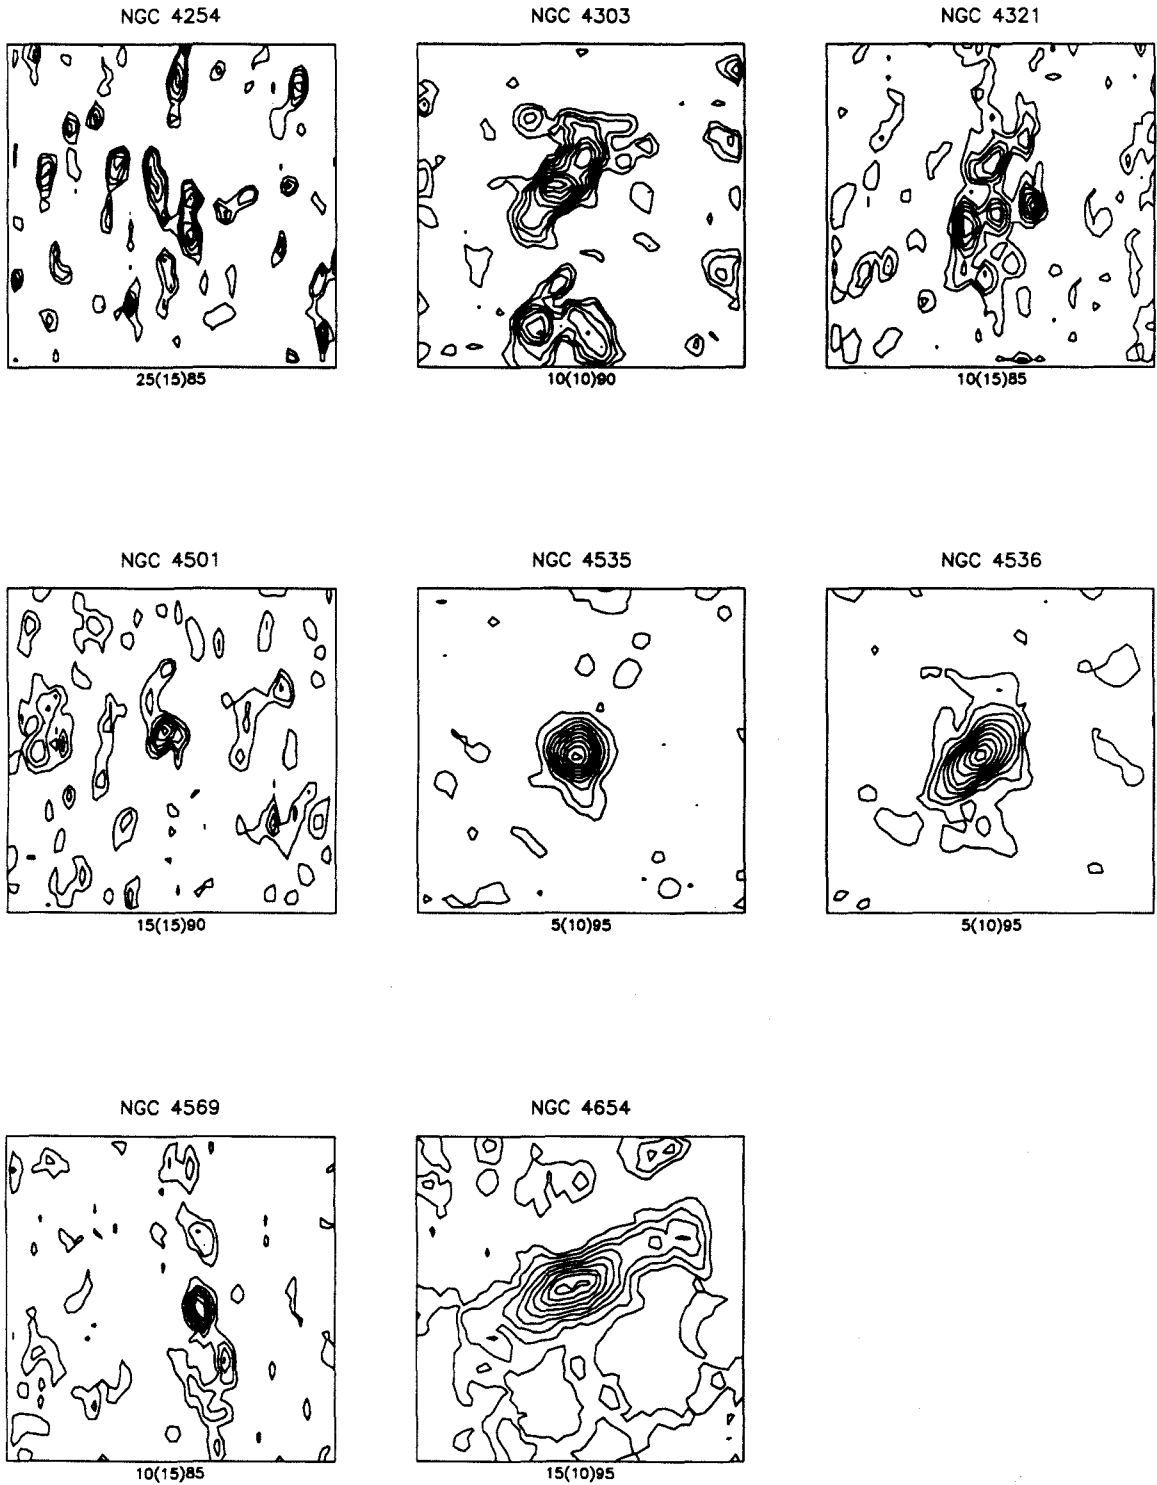 NGC 4254
NGC 4303
NGC 4321
25(15)85
10(10)90
10(15)85
NGC 4501
NGC 4535
NGC 4536
15(15)90
5(10)95
5(10)95
NGC 4569
NGC 4654
10(15)85
15(10)95